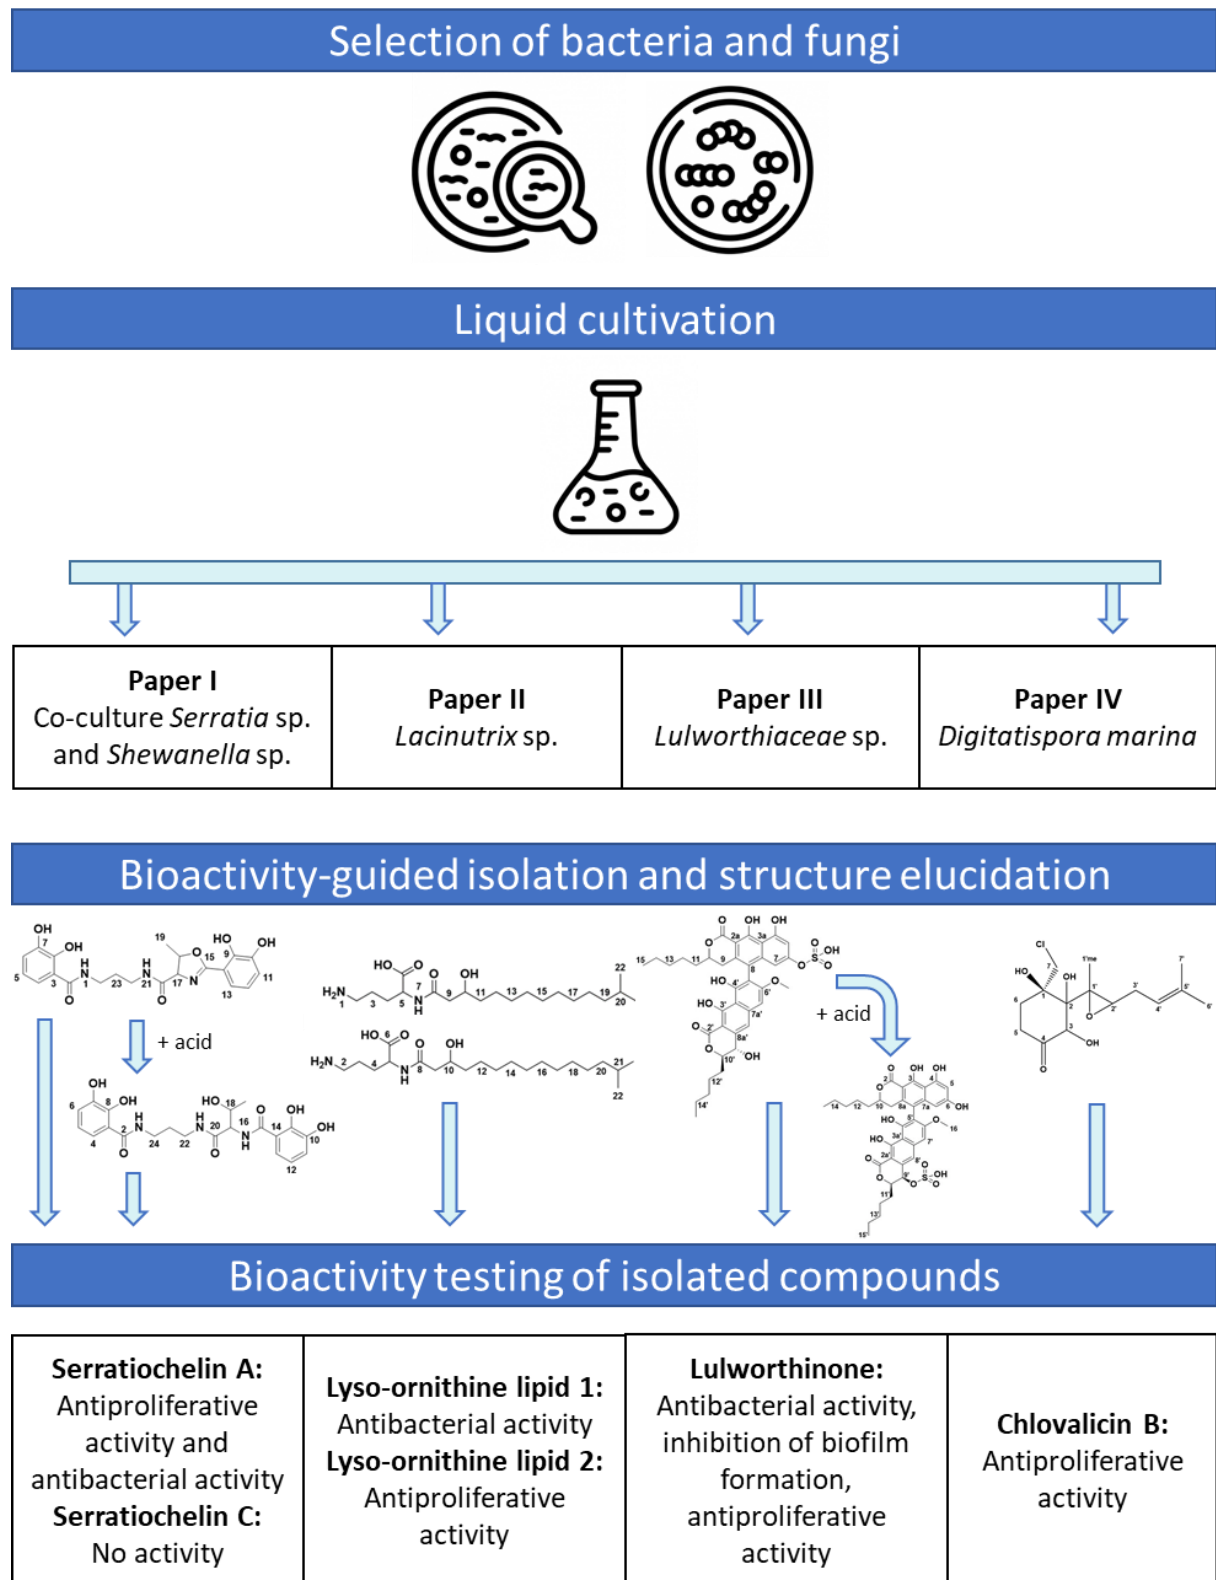 Selection of bacteria and fungi
Liquid cultivation
Paper I
Co-culture Serratia sp.
and Shewanella sp.
Paper II
Lacinutrix sp.
Paper III
Lulworthiaceae sp.
Paper IV
Digitatispora marina
Bioactivity-guided isolation and structure elucidation
+ acid
+ acid
Bioactivity testing of isolated compounds
Serratiochelin A:
Antiproliferative
activity and
antibacterial activity
Serratiochelin C:
No activity
Lyso-ornithine lipid 1:
Antibacterial activity
Lyso-ornithine lipid 2:
Antiproliferative
activity
Lulworthinone:
Antibacterial activity,
inhibition of biofilm
formation,
antiproliferative
activity
Chlovalicin B:
Antiproliferative
activity